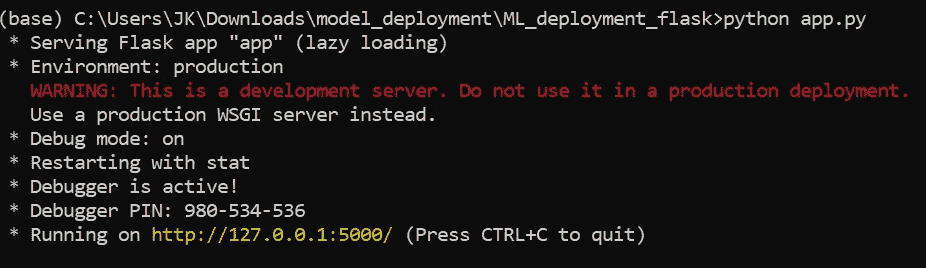 (base) C:\Users\JK\Downloads\model_deployment\ML_deployment_flask>python app.py
* Serving Flask app "app" (lazy loading)
* Environment: production
WARNING: This is a development server. Do not use it in a production deployment.
Use a production WSGI server instead.
* Debug mode: on
* Restarting with stat
* Debugger is active!
* Debugger PIN: 980-534-536
* Running on http://127.0.0.1:5000/ (Press CTRL+C to quit)